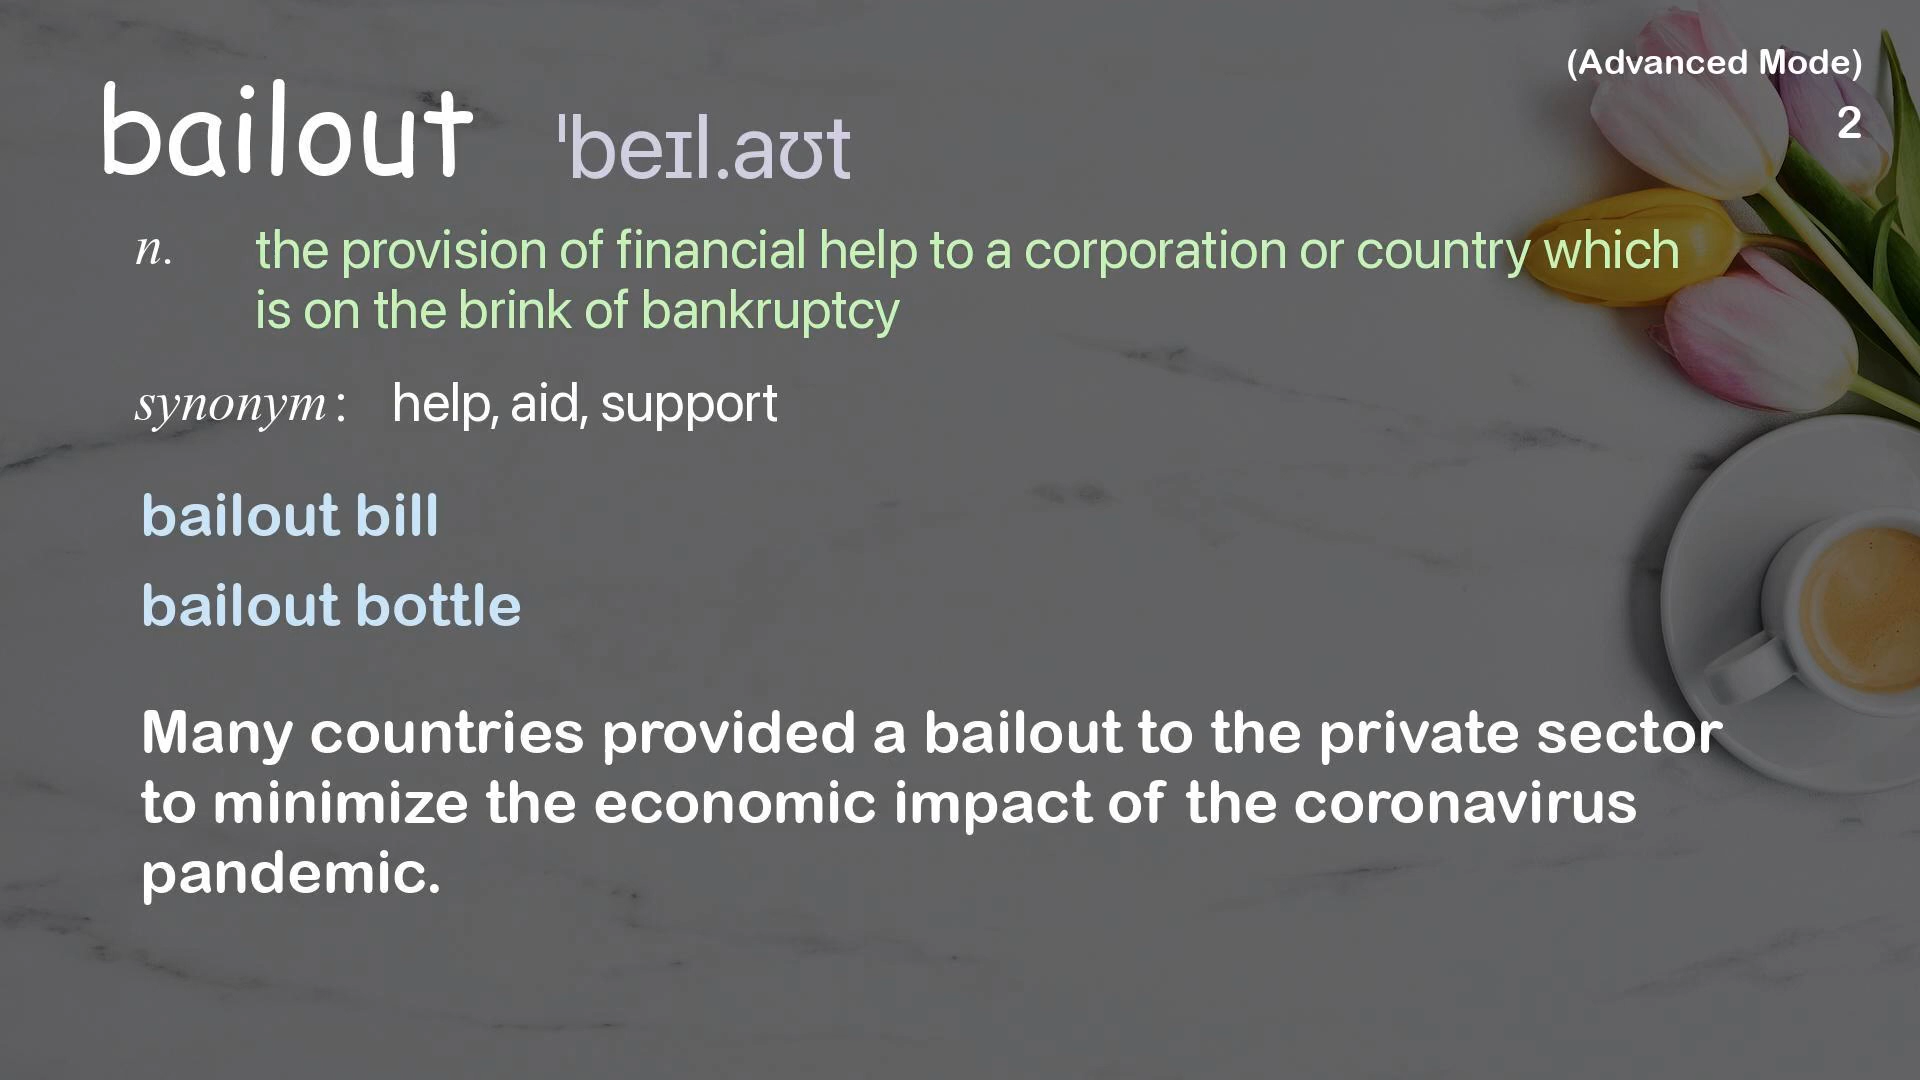 (Advanced Mode)
2
bailout ˈbeɪl.aʊt
n. the provision of financial help to a corporation or country which
is on the brink of bankruptcy
synonym: help, aid, support
bailout bill
bailout bottle
Many countries provided a bailout to the private sector
to minimize the economic impact of the coronavirus
pandemic.